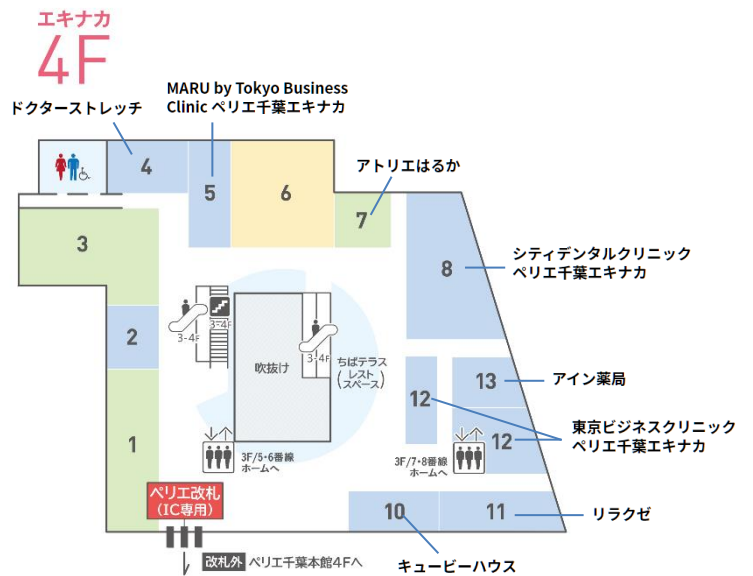 エキナカ
4F
MARU by Tokyo Business
Clinic ペリエ千葉エキナカ
ドクターストレッチ
アトリエはるか
4
5
6
7
3
シティデンタルクリニック
ペリエ千葉エキナカ
8
3-4F
3-4F
2
吹抜け
3-4F
ちばテラス
(レスト
スペース)
13
アイン薬局
12
東京ビジネスクリニック
ペリエ千葉エキナカ
12
1
3F/5・6番線
ホームへ
3F/7・8番線
ホームへ
ペリエ改札
(IC専用)
10
11
リラクゼ
改札外 ペリエ千葉本館4Fへ
キュービーハウス